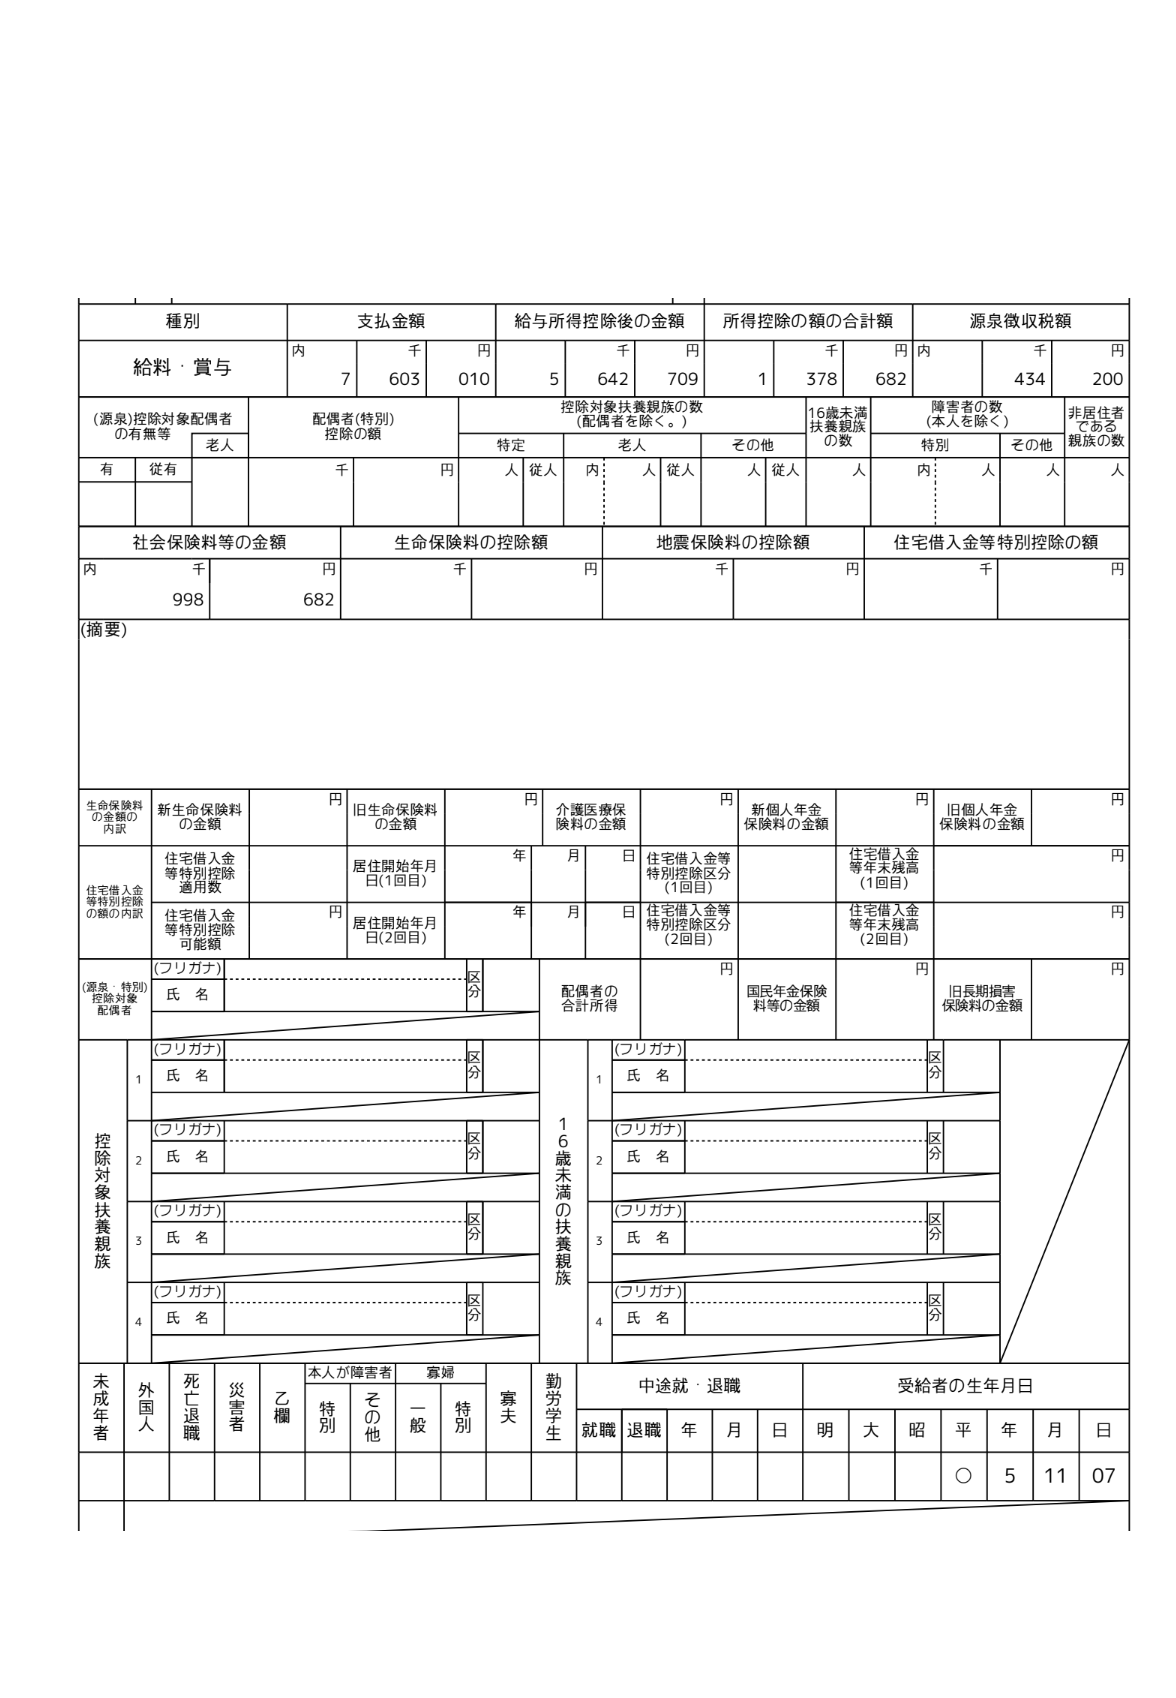 種別 支払金額 給与所得控除後の金額 所得控除の額の合計額 源泉徴収税額
給料・賞与
内 千 円 千 円 千 円 内 千 円
7 603 010 5 642 709 1 378 682 434 200
(源泉)控除対象配偶者
の有無等
老人
配偶者(特別)
控除の額
控除対象扶養親族の数
(配偶者を除く。)
特定 老人 その他
16歳未満
扶養親族
の数
障害者の数
(本人を除く)
特別 その他
非居住者
である
親族の数
有 従有 千 円 人 従人 内 人 従人 人 従人 人 内 人 人 人
社会保険料等の金額 生命保険料の控除額 地震保険料の控除額 住宅借入金等特別控除の額
内 千 円 千 円 千 円 千 円
998 682
(摘要)
生命保険料
の金額の
内訳
新生命保険料
の金額
円
旧生命保険料
の金額
円
介護医療保
険料の金額
円
新個人年金
保険料の金額
円
旧個人年金
保険料の金額
円
住宅借入金
等特別控除
の額の内訳
住宅借入金
等特別控除
適用数
居住開始年月
日(1回目)
年 月 日
住宅借入金等
特別控除区分
(1回目)
住宅借入金
等年末残高
(1回目)
円
住宅借入金
等特別控除
可能額
円
居住開始年月
日(2回目)
年 月 日
住宅借入金等
特別控除区分
(2回目)
住宅借入金
等年末残高
(2回目)
円
(源泉・特別)
控除対象
配偶者
(フリガナ)
氏 名
区
分
配偶者の
合計所得
円
国民年金保険
料等の金額
円
旧長期損害
保険料の金額
円
控除対象扶養親族
1
(フリガナ)
氏 名
区
分
2
(フリガナ)
氏 名
区
分
3
(フリガナ)
氏 名
区
分
4
(フリガナ)
氏 名
区
分
16歳未満の扶養親族
1
(フリガナ)
氏 名
区
分
2
(フリガナ)
氏 名
区
分
3
(フリガナ)
氏 名
区
分
4
(フリガナ)
氏 名
区
分
未成年者
外国人
死亡退職
災害者
乙欄
本人が障害者
特別
その他
寡婦
一般
特別
寡夫
勤労学生
中途就・退職 受給者の生年月日
就職 退職 年 月 日 明 大 昭 平 年 月 日
○ 5 11 07